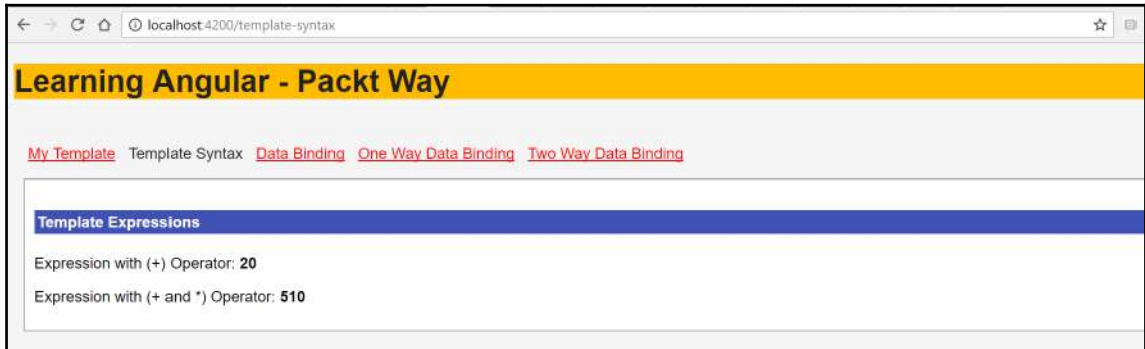 localhost:4200/template-syntax
Learning Angular - Packt Way
My Template Template Syntax Data Binding One Way Data Binding Two Way Data Binding
Template Expressions
Expression with (+) Operator: 20
Expression with (+ and *) Operator: 510